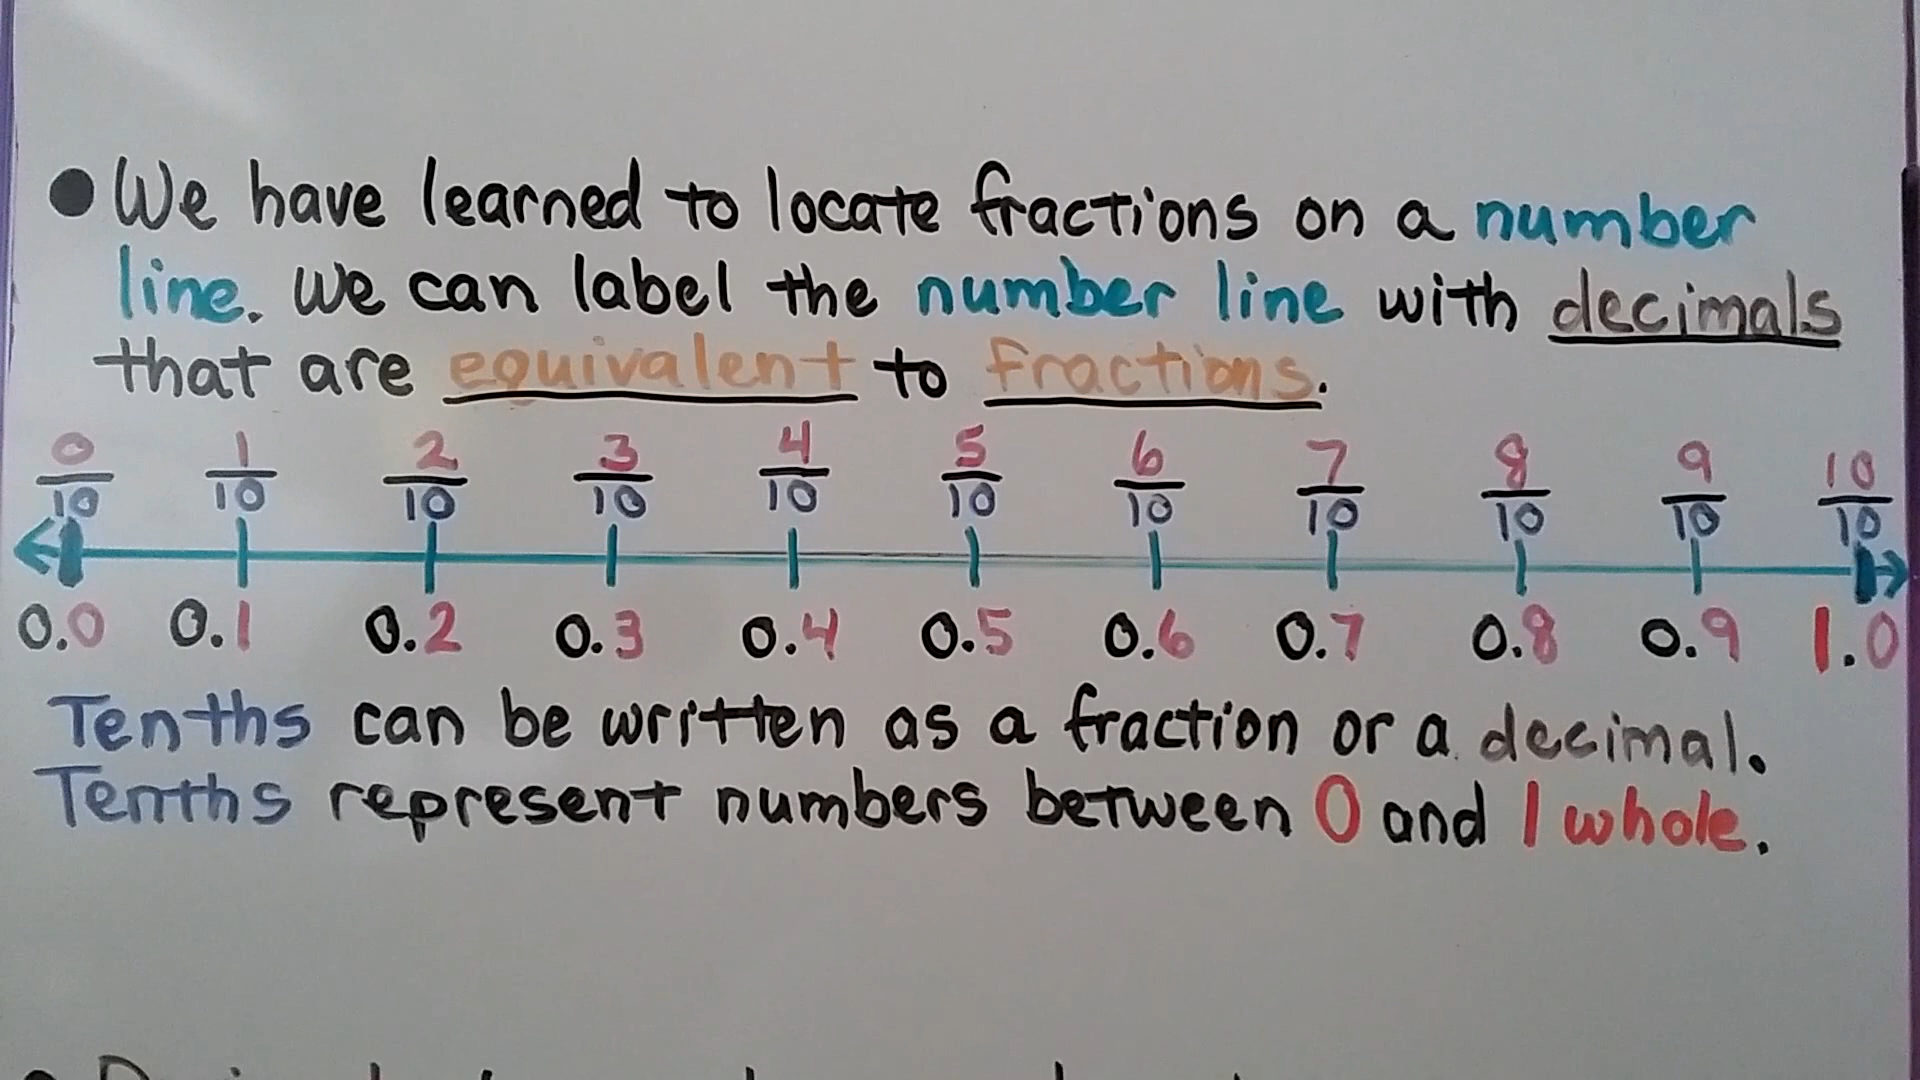 • We have learned to locate fractions on a number
line. We can label the number line with decimals
that are equivalent to fractions.
0/10 1/10 2/10 3/10 4/10 5/10 6/10 7/10 8/10 9/10 10/10
0.0 0.1 0.2 0.3 0.4 0.5 0.6 0.7 0.8 0.9 1.0
Tenths can be written as a fraction or a decimal.
Tenths represent numbers between 0 and 1 whole.